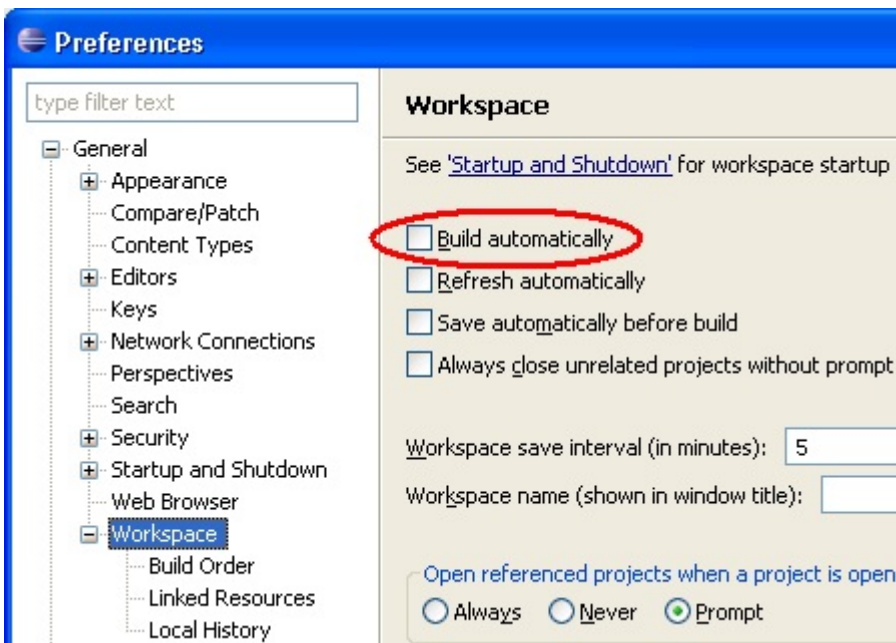 Preferences
type filter text
General
Appearance
Compare/Patch
Content Types
Editors
Keys
Network Connections
Perspectives
Search
Security
Startup and Shutdown
Web Browser
Workspace
Build Order
Linked Resources
Local History
Workspace
See 'Startup and Shutdown' for workspace startup
Build automatically
Refresh automatically
Save automatically before build
Always close unrelated projects without prompt
Workspace save interval (in minutes): 5
Workspace name (shown in window title):
Open referenced projects when a project is open
Always Never Prompt